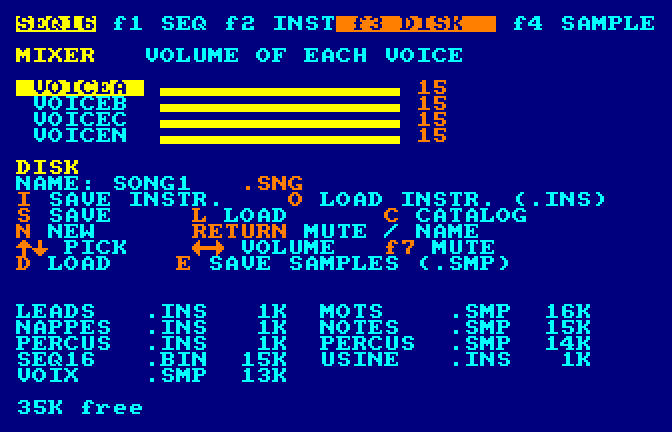 SEQ16 f1 SEQ f2 INST f3 DISK f4 SAMPLE
MIXER VOLUME OF EACH VOICE
VOICEA 15
VOICEB 15
VOICEC 15
VOICEN 15
DISK
NAME: SONG1 .SNG
I SAVE INSTR. O LOAD INSTR. (.INS)
S SAVE L LOAD C CATALOG
N NEW RETURN MUTE / NAME
↑↓ PICK ↔ VOLUME f7 MUTE
D LOAD E SAVE SAMPLES (.SMP)
LEADS .INS 1K MOTS .SMP 16K
NAPPES .INS 1K NOTES .SMP 15K
PERCUS .INS 1K PERCUS .SMP 14K
SEQ16 .BIN 15K USINE .INS 1K
VOIX .SMP 13K
35K free